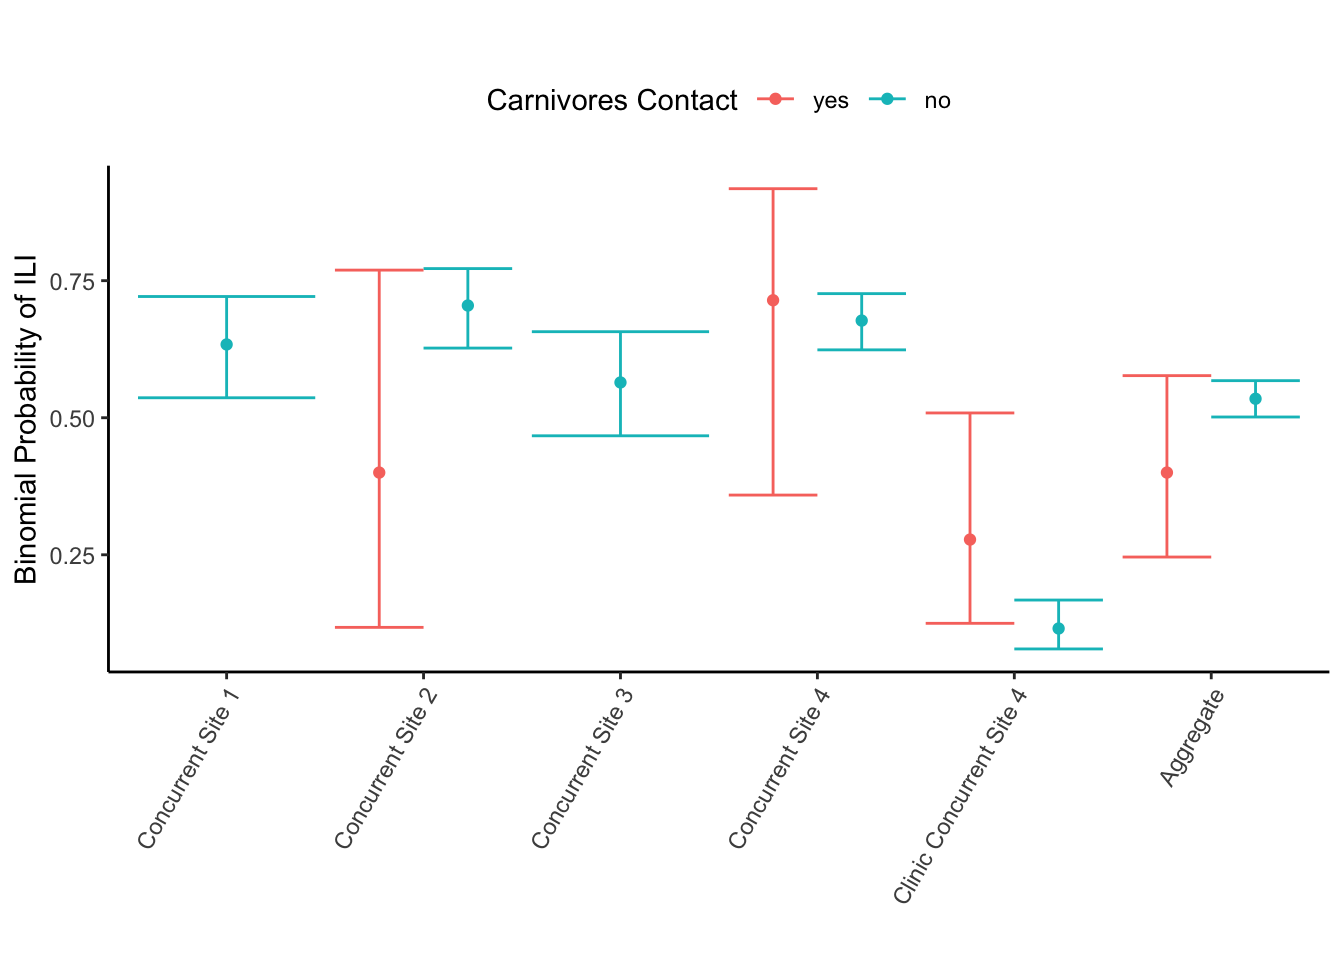 Carnivores Contact yes no
Binomial Probability of ILI
0.75
0.50
0.25
Concurrent Site 1
Concurrent Site 2
Concurrent Site 3
Concurrent Site 4
Clinic Concurrent Site 4
Aggregate